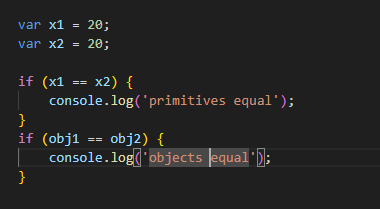 var x1 = 20;
var x2 = 20;
if (x1 == x2) {
console.log('primitives equal');
}
if (obj1 == obj2) {
console.log('objects equal');
}